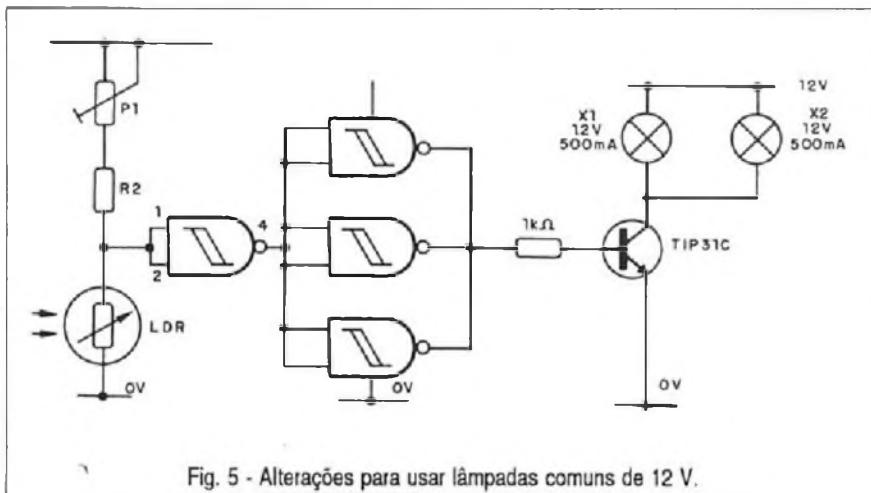 P1
R2
LDR
0V
1
2
4
0V
1kΩ
12V
X1
12V
500mA
X2
12V
500mA
TIP31C
0V
Fig. 5 - Alterações para usar lâmpadas comuns de 12 V.